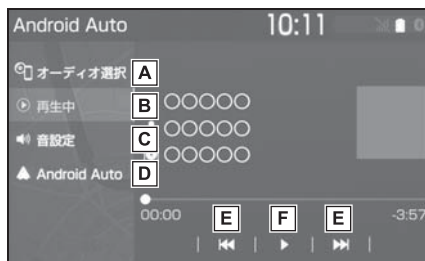 Android Auto 10:11
オーディオ選択 A
再生中 B ○○○○○
音設定 C ○○○○○
○○○○○
Android Auto D
00:00 E F E -3:57